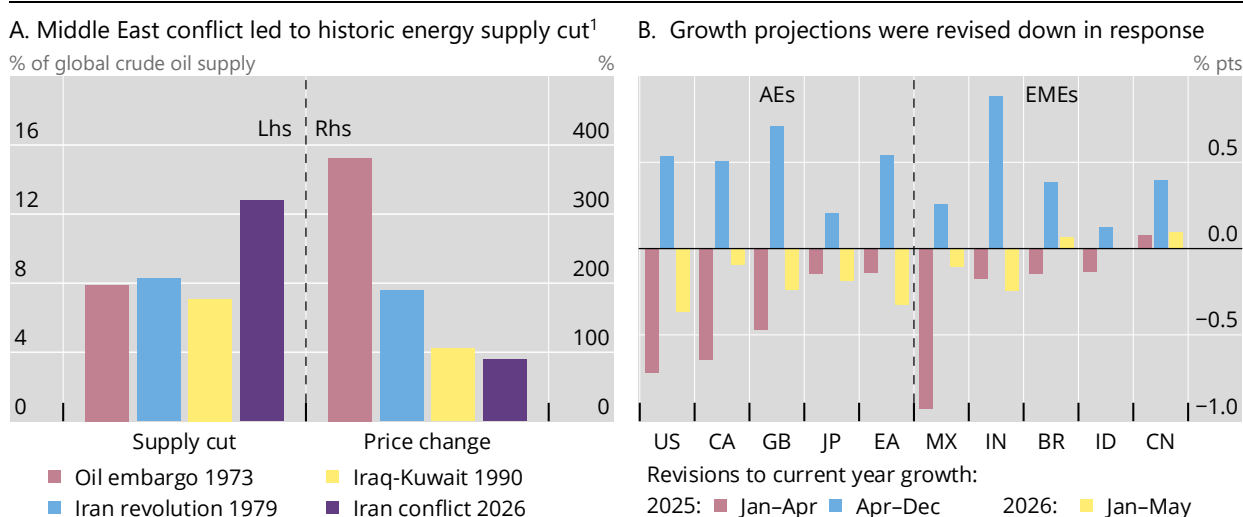 A. Middle East conflict led to historic energy supply cut¹
% of global crude oil supply %
Lhs Rhs
16 400
12 300
8 200
4 100
0 0
Supply cut Price change
Oil embargo 1973 Iraq-Kuwait 1990
Iran revolution 1979 Iran conflict 2026
B. Growth projections were revised down in response
% pts
AEs EMEs
0.5
0.0
−0.5
−1.0
US CA GB JP EA MX IN BR ID CN
Revisions to current year growth:
2025: Jan–Apr Apr–Dec 2026: Jan–May